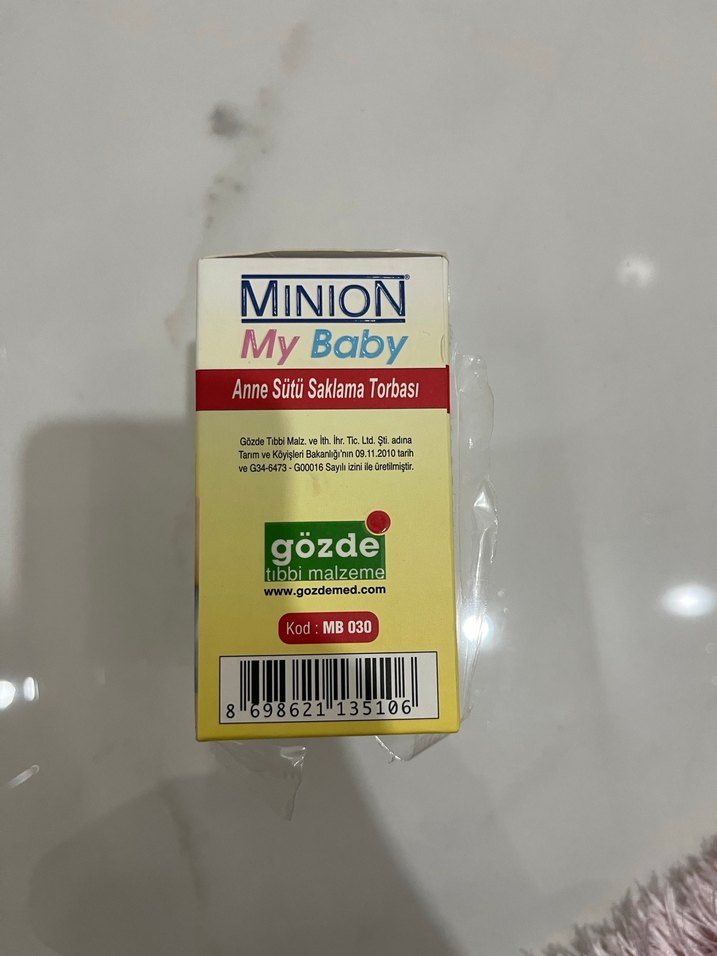 MINION®
My Baby
Anne Sütü Saklama Torbası
Gözde Tıbbi Malz. ve İth. İhr. Tic. Ltd. Şti. adına
Tarım ve Köyişleri Bakanlığı'nın 09.11.2010 tarih
ve G34-6473 - G00016 Sayılı izini ile üretilmiştir.
gözde
tıbbi malzeme
www.gozdemed.com
Kod : MB 030
8 698621 135106